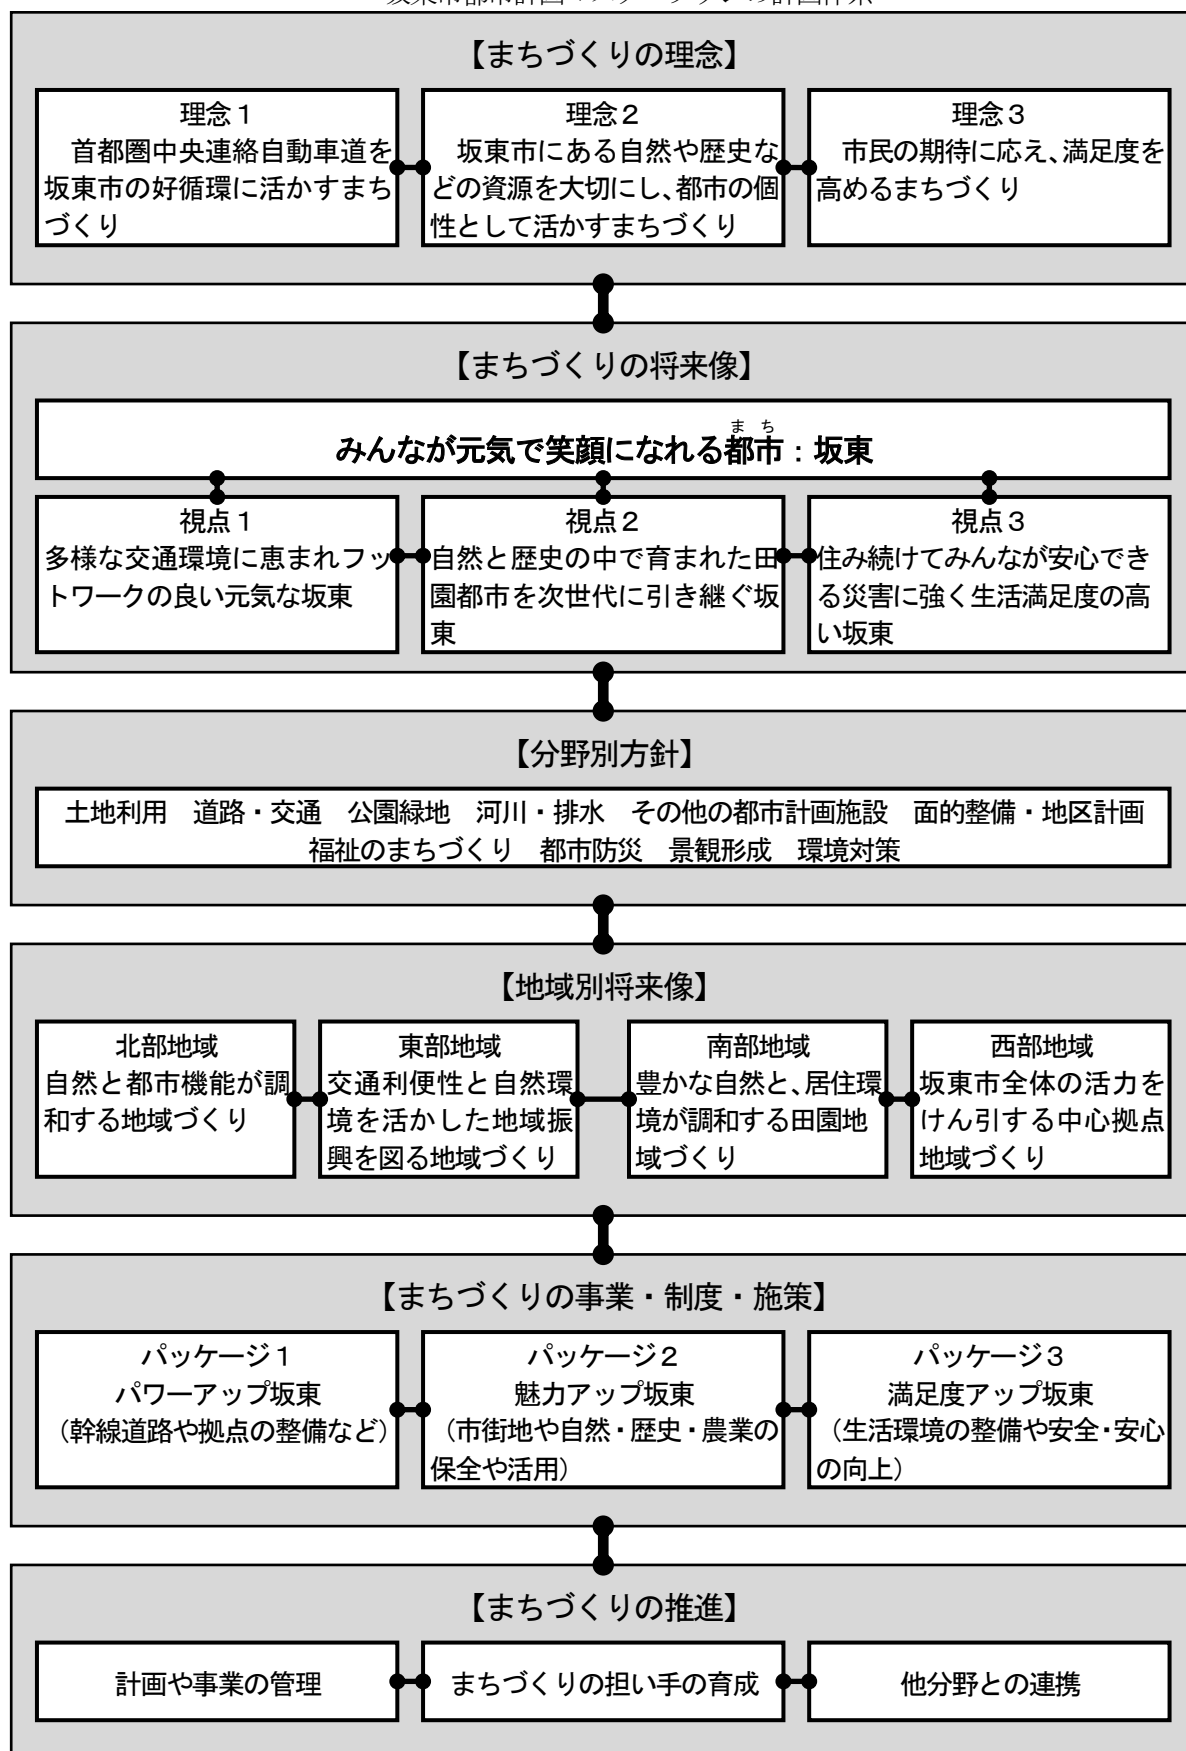 坂東市都市計画マスタープランの計画体系
【まちづくりの理念】
理念１
首都圏中央連絡自動車道を
坂東市の好循環に活かすまち
づくり
理念２
坂東市にある自然や歴史な
どの資源を大切にし、都市の個
性として活かすまちづくり
理念３
市民の期待に応え、満足度を
高めるまちづくり
【まちづくりの将来像】
まち
みんなが元気で笑顔になれる都市：坂東
視点１
多様な交通環境に恵まれフッ
トワークの良い元気な坂東
視点２
自然と歴史の中で育まれた田
園都市を次世代に引き継ぐ坂
東
視点３
住み続けてみんなが安心でき
る災害に強く生活満足度の高
い坂東
【分野別方針】
土地利用　道路・交通　公園緑地　河川・排水　その他の都市計画施設　面的整備・地区計画
福祉のまちづくり　都市防災　景観形成　環境対策
【地域別将来像】
北部地域
自然と都市機能が調
和する地域づくり
東部地域
交通利便性と自然環
境を活かした地域振
興を図る地域づくり
南部地域
豊かな自然と、居住環
境が調和する田園地
域づくり
西部地域
坂東市全体の活力を
けん引する中心拠点
地域づくり
【まちづくりの事業・制度・施策】
パッケージ１
パワーアップ坂東
（幹線道路や拠点の整備など）
パッケージ２
魅力アップ坂東
（市街地や自然・歴史・農業の
保全や活用）
パッケージ３
満足度アップ坂東
（生活環境の整備や安全・安心
の向上）
【まちづくりの推進】
計画や事業の管理
まちづくりの担い手の育成
他分野との連携